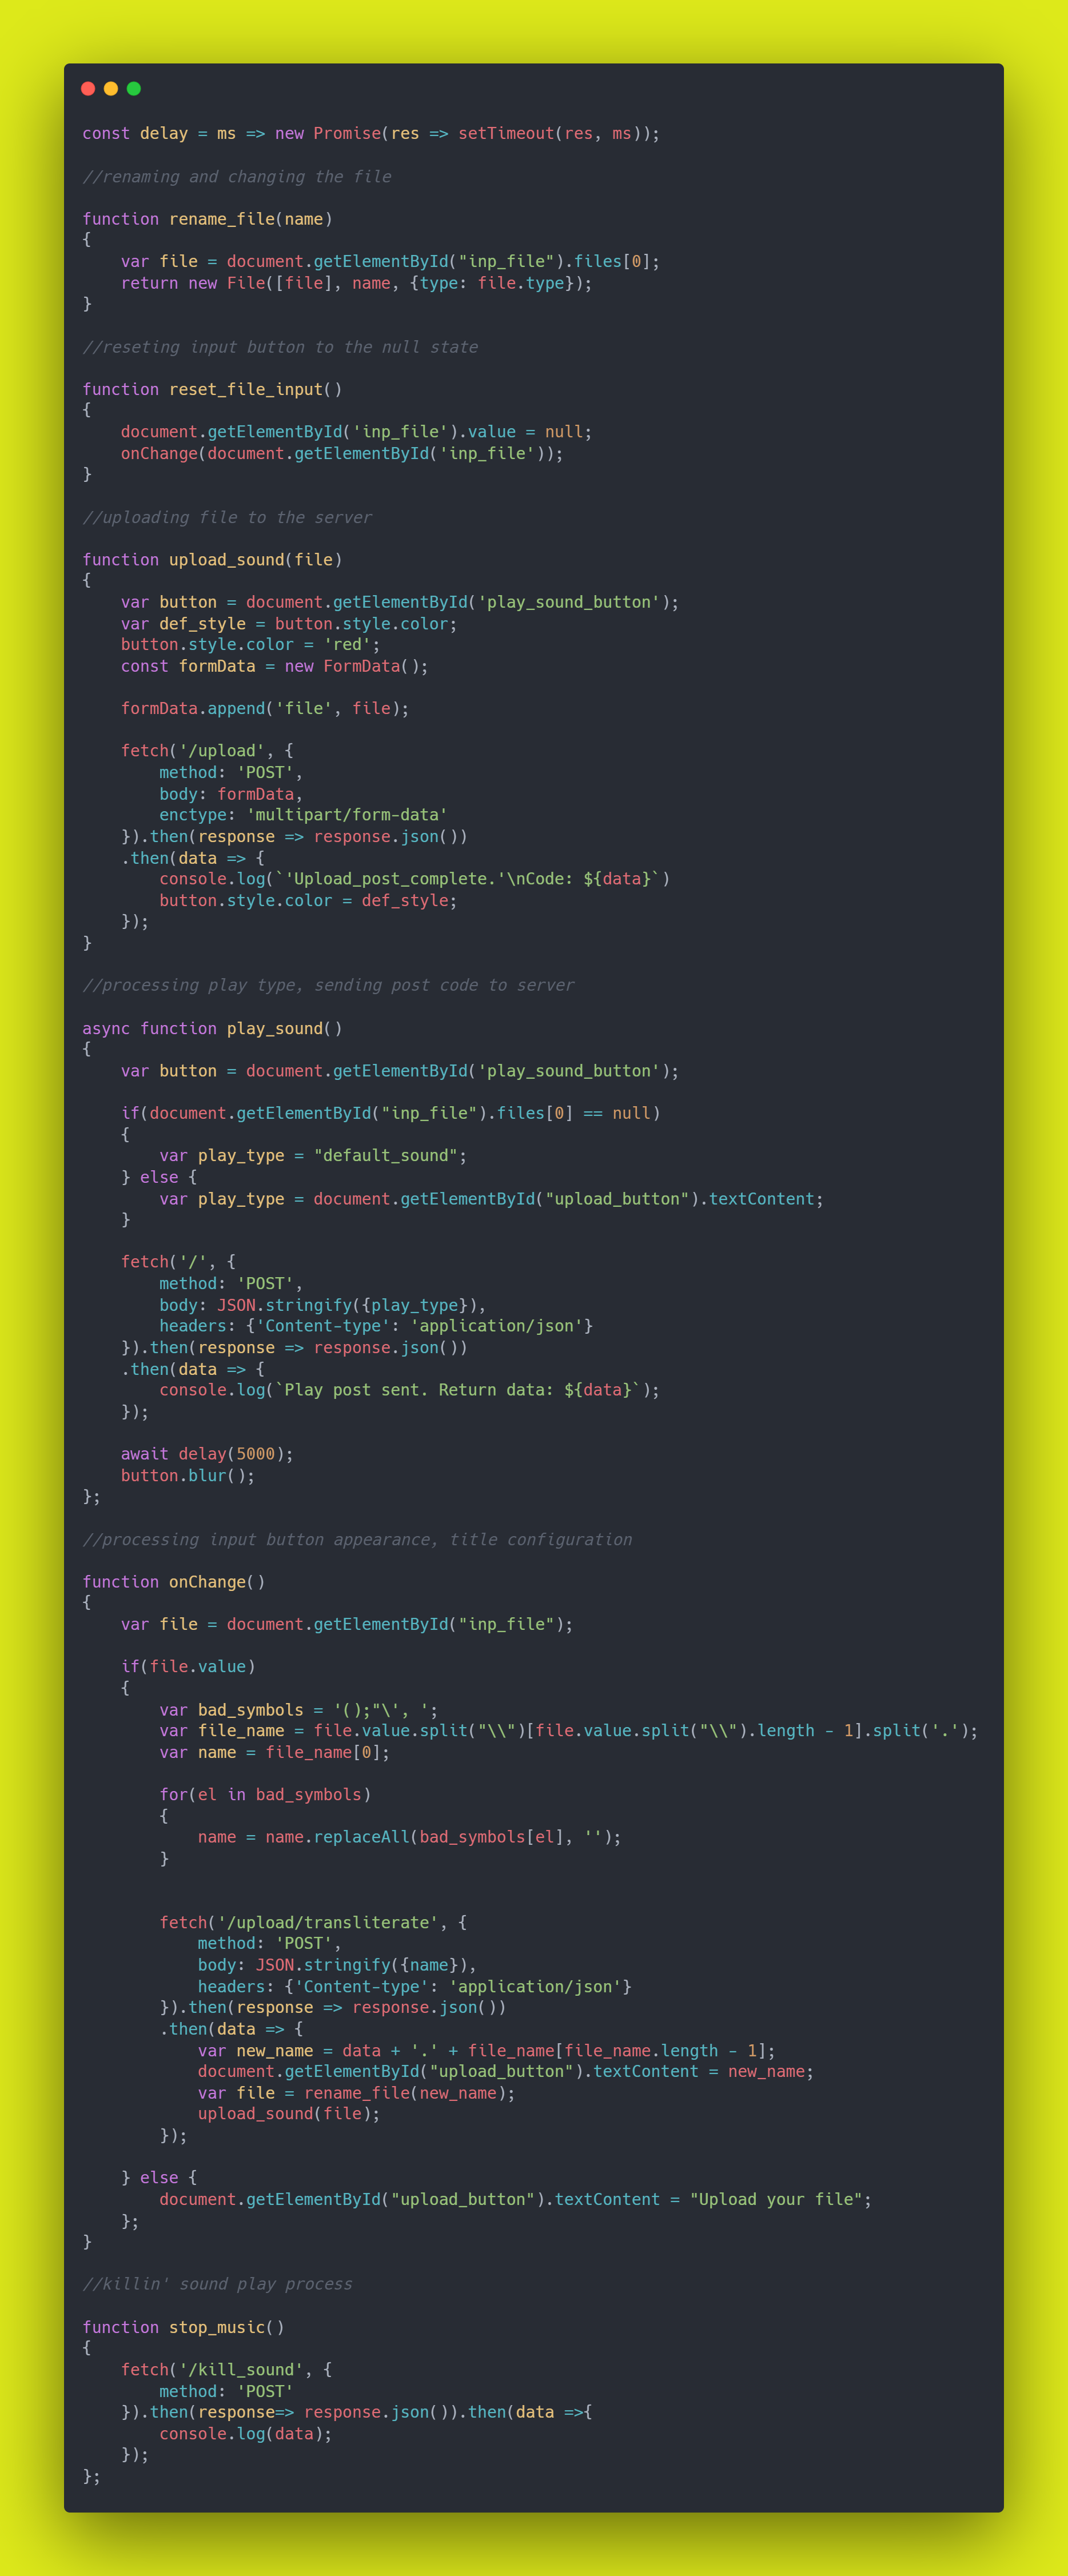 const delay = ms => new Promise(res => setTimeout(res, ms));

//renaming and changing the file

function rename_file(name)
{
    var file = document.getElementById("inp_file").files[0];
    return new File([file], name, {type: file.type});
}

//reseting input button to the null state

function reset_file_input()
{
    document.getElementById('inp_file').value = null;
    onChange(document.getElementById('inp_file'));
}

//uploading file to the server

function upload_sound(file)
{
    var button = document.getElementById('play_sound_button');
    var def_style = button.style.color;
    button.style.color = 'red';
    const formData = new FormData();

    formData.append('file', file);

    fetch('/upload', {
        method: 'POST',
        body: formData,
        enctype: 'multipart/form-data'
    }).then(response => response.json())
    .then(data => {
        console.log(`'Upload_post_complete.'\nCode: ${data}`)
        button.style.color = def_style;
    });
}

//processing play type, sending post code to server

async function play_sound()
{
    var button = document.getElementById('play_sound_button');

    if(document.getElementById("inp_file").files[0] == null)
    {
        var play_type = "default_sound";
    } else {
        var play_type = document.getElementById("upload_button").textContent;
    }

    fetch('/', {
        method: 'POST',
        body: JSON.stringify({play_type}),
        headers: {'Content-type': 'application/json'}
    }).then(response => response.json())
    .then(data => {
        console.log(`Play post sent. Return data: ${data}`);
    });

    await delay(5000);
    button.blur();
};

//processing input button appearance, title configuration

function onChange()
{
    var file = document.getElementById("inp_file");

    if(file.value)
    {
        var bad_symbols = '();"\', ';
        var file_name = file.value.split("\\")[file.value.split("\\").length - 1].split('.');
        var name = file_name[0];

        for(el in bad_symbols)
        {
            name = name.replaceAll(bad_symbols[el], '');
        }


        fetch('/upload/transliterate', {
            method: 'POST',
            body: JSON.stringify({name}),
            headers: {'Content-type': 'application/json'}
        }).then(response => response.json())
        .then(data => {
            var new_name = data + '.' + file_name[file_name.length - 1];
            document.getElementById("upload_button").textContent = new_name;
            var file = rename_file(new_name);
            upload_sound(file);
        });

    } else {
        document.getElementById("upload_button").textContent = "Upload your file";
    };
}

//killin' sound play process

function stop_music()
{
    fetch('/kill_sound', {
        method: 'POST'
    }).then(response=> response.json()).then(data =>{
        console.log(data);
    });
};